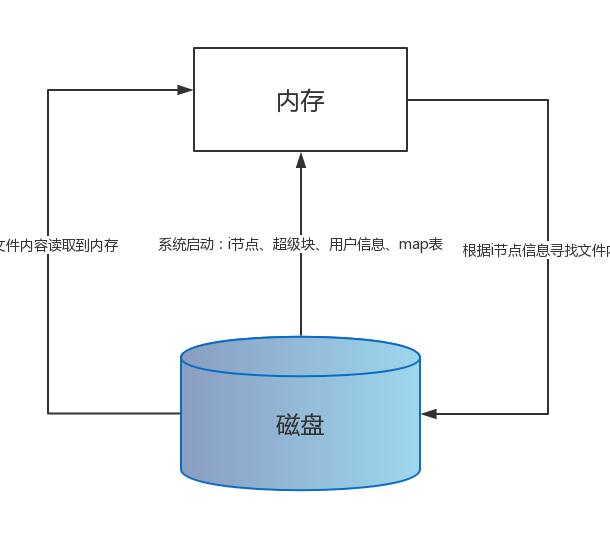 内存
文件内容读取到内存
系统启动：i节点、超级块、用户信息、map表
根据i节点信息寻找文件内
磁盘